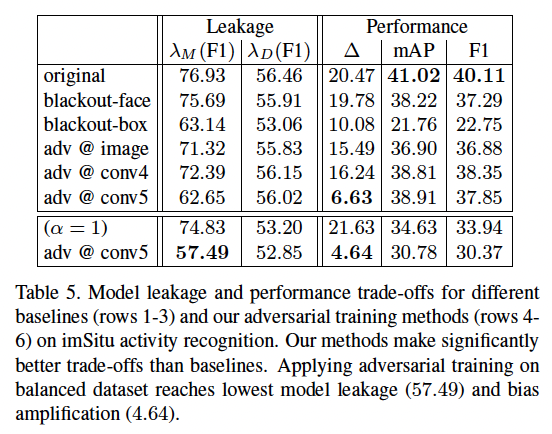 Leakage Performance
λM(F1) λD(F1) Δ mAP F1
original 76.93 56.46 20.47 41.02 40.11
blackout-face 75.69 55.91 19.78 38.22 37.29
blackout-box 63.14 53.06 10.08 21.76 22.75
adv @ image 71.32 55.83 15.49 36.90 36.88
adv @ conv4 72.39 56.15 16.24 38.81 38.35
adv @ conv5 62.65 56.02 6.63 38.91 37.85
(α = 1) 74.83 53.20 21.63 34.63 33.94
adv @ conv5 57.49 52.85 4.64 30.78 30.37
Table 5. Model leakage and performance trade-offs for different
baselines (rows 1-3) and our adversarial training methods (rows 4-
6) on imSitu activity recognition. Our methods make significantly
better trade-offs than baselines. Applying adversarial training on
balanced dataset reaches lowest model leakage (57.49) and bias
amplification (4.64).